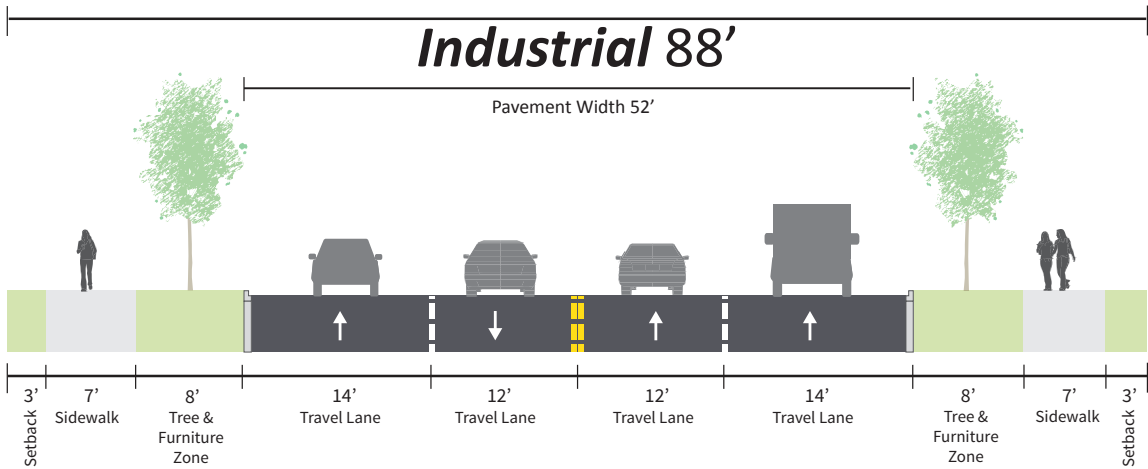 Industrial 88’
Pavement Width 52’
3’
Setback
7’
Sidewalk
8’
Tree &
Furniture
Zone
14’
Travel Lane
12’
Travel Lane
12’
Travel Lane
14’
Travel Lane
8’
Tree &
Furniture
Zone
7’
Sidewalk
3’
Setback